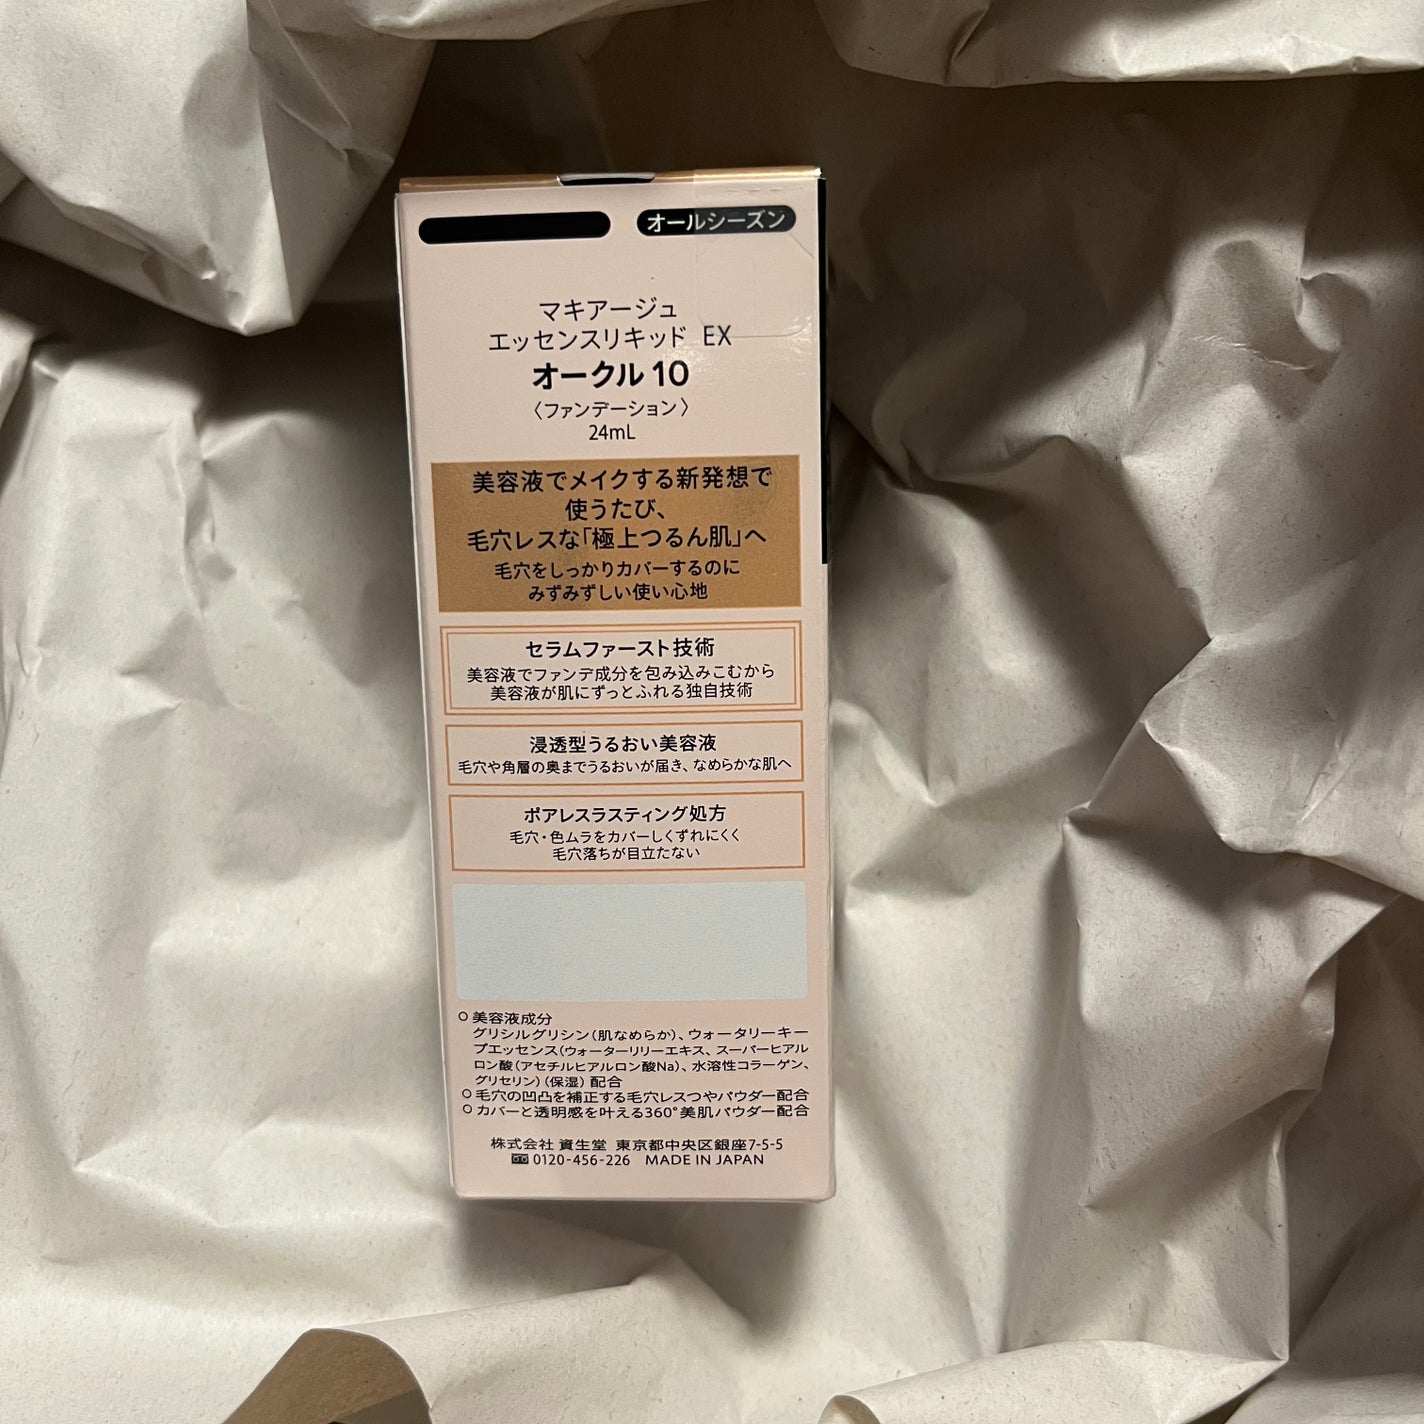 オールシーズン
マキアージュ
エッセンスリキッド EX
オークル 10
〈ファンデーション〉
24mL
美容液でメイクする新発想で
使うたび、
毛穴レスな「極上つるん肌」へ
毛穴をしっかりカバーするのに
みずみずしい使い心地
セラムファースト技術
美容液でファンデ成分を包み込みこむから
美容液が肌にずっとふれる独自技術
浸透型うるおい美容液
毛穴や角層の奥までうるおいが届き、なめらかな肌へ
ポアレスラスティング処方
毛穴・色ムラをカバーしくずれにくく
毛穴落ちが目立たない
○ 美容液成分
グリシルグリシン(肌なめらか)、ウォータリーキー
プエッセンス(ウォーターリリーエキス、スーパーヒアル
ロン酸(アセチルヒアルロン酸Na)、水溶性コラーゲン、
グリセリン)(保湿) 配合
○ 毛穴の凹凸を補正する毛穴レスつやパウダー配合
○ カバーと透明感を叶える360°美肌パウダー配合
株式会社 資生堂 東京都中央区銀座7-5-5
0120-456-226 MADE IN JAPAN